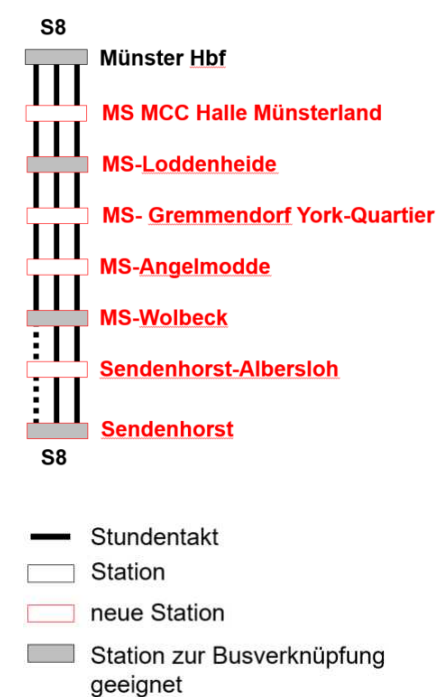 S8
Münster Hbf
MS MCC Halle Münsterland
MS-Loddenheide
MS- Gremmendorf York-Quartier
MS-Angelmodde
MS-Wolbeck
Sendenhorst-Albersloh
Sendenhorst
S8
Stundentakt
Station
neue Station
Station zur Busverknüpfung
geeignet